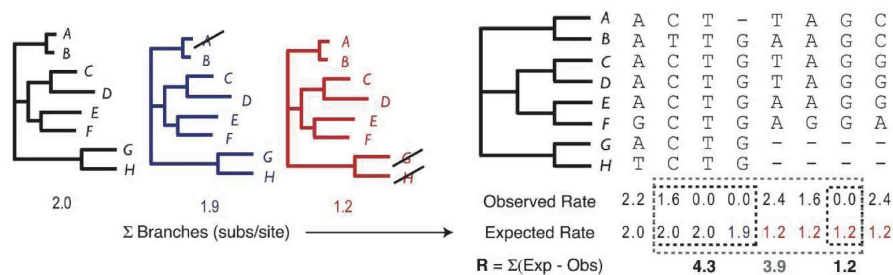 A
B
C
D
E
F
G
H
2.0
A
B
C
D
E
F
G
H
1.9
A
B
C
D
E
F
G
H
1.2
Σ Branches (subs/site)
A A C T - T A G C
B A T T G A A G C
C A C T G T A G G
D A C T G T A G G
E A C T G A A G G
F G C T G A G G A
G A C T G - - - -
H T C T G - - - -
Observed Rate 2.2 1.6 0.0 0.0 2.4 1.6 0.0 2.4
Expected Rate 2.0 2.0 2.0 1.9 1.2 1.2 1.2 1.2
R = Σ(Exp - Obs) 4.3 3.9 1.2